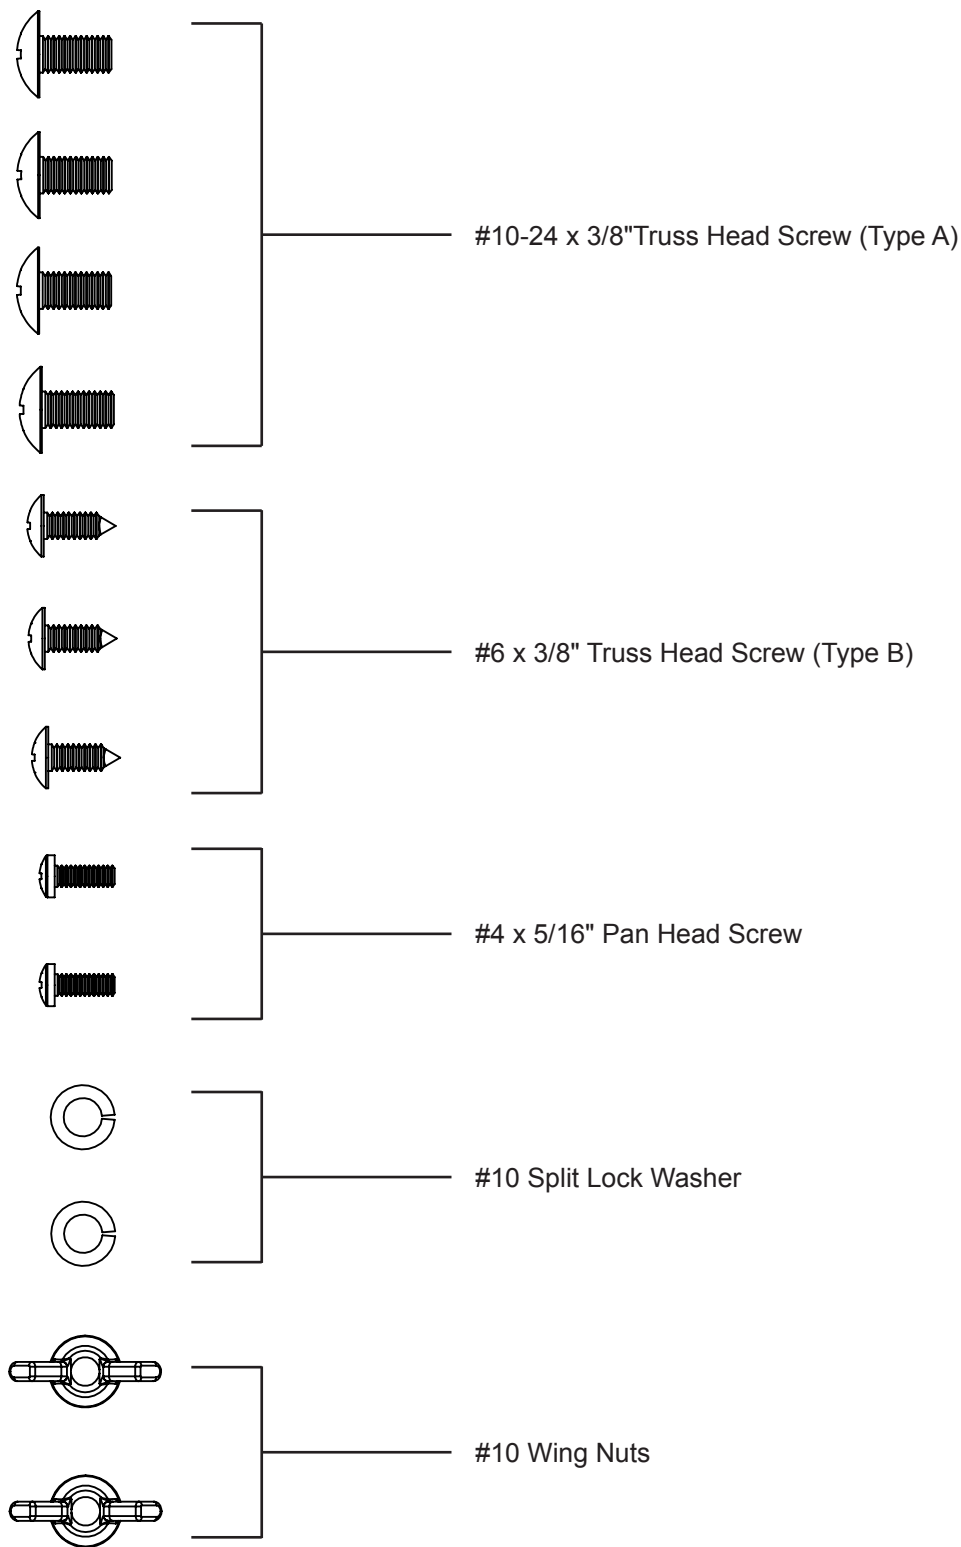 #10-24 x 3/8"Truss Head Screw (Type A)
#6 x 3/8" Truss Head Screw (Type B)
#4 x 5/16" Pan Head Screw
#10 Split Lock Washer
#10 Wing Nuts